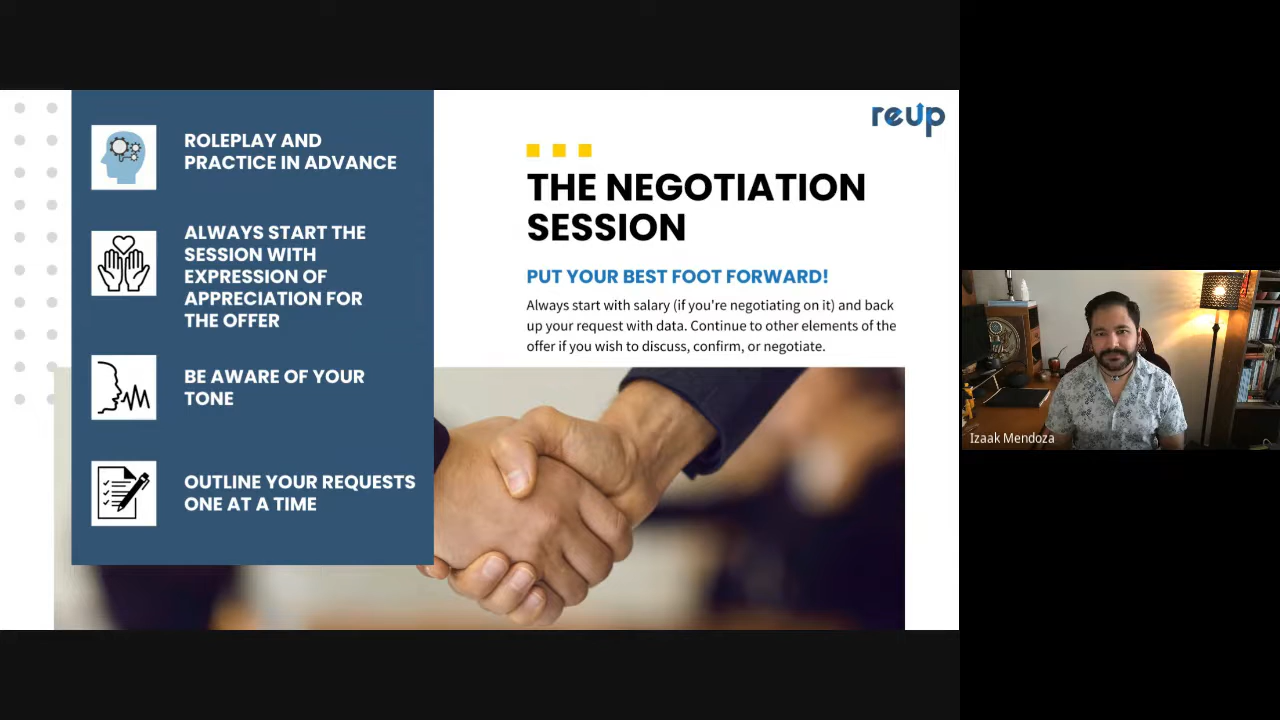 ROLEPLAY AND
PRACTICE IN ADVANCE
ALWAYS START THE
SESSION WITH
EXPRESSION OF
APPRECIATION FOR
THE OFFER
BE AWARE OF YOUR
TONE
OUTLINE YOUR REQUESTS
ONE AT A TIME
reup
THE NEGOTIATION
SESSION
PUT YOUR BEST FOOT FORWARD!
Always start with salary (if you're negotiating on it) and back
up your request with data. Continue to other elements of the
offer if you wish to discuss, confirm, or negotiate.
Izaak Mendoza